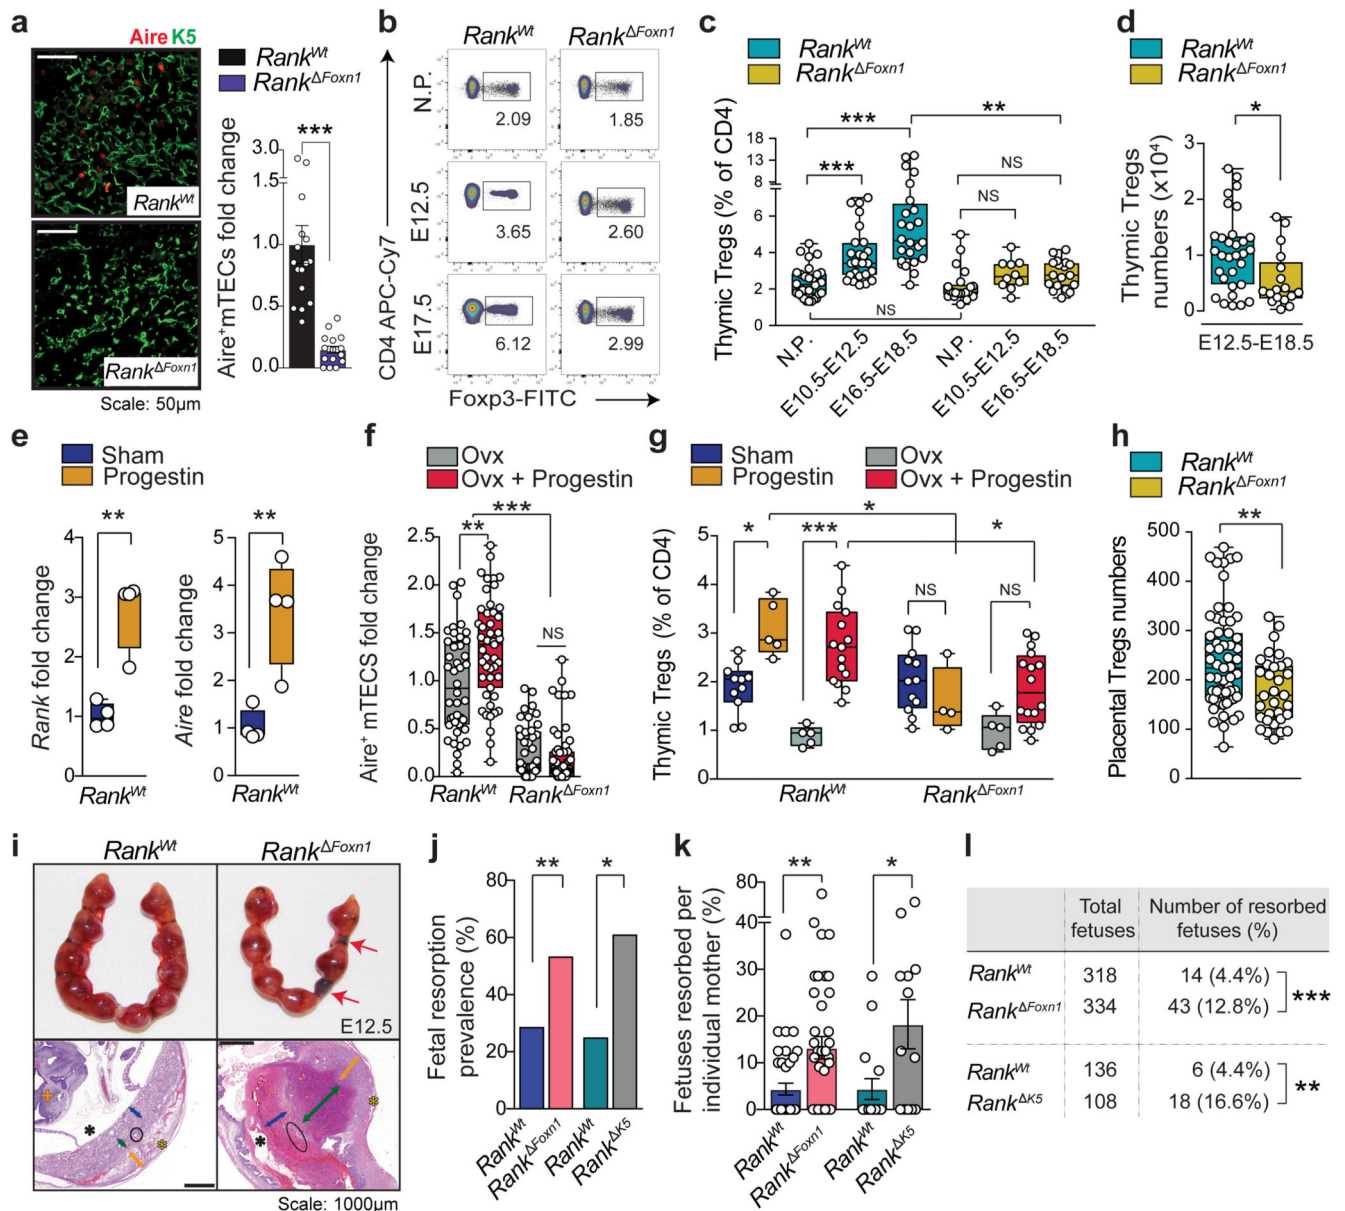 a
Aire K5
Rank^Wt
Rank^ΔFoxn1
Scale: 50µm
Rank^Wt
Rank^ΔFoxn1
Aire⁺mTECs fold change
***
3.0
1.5
1.0
0.5
0.0
b
Rank^Wt
Rank^ΔFoxn1
N.P.
2.09
1.85
E12.5
3.65
2.60
E17.5
6.12
2.99
CD4 APC-Cy7
Foxp3-FITC
c
Rank^Wt
Rank^ΔFoxn1
Thymic Tregs (% of CD4)
18
13
8
6
4
2
0
***
**
***
NS
NS
NS
N.P.
E10.5-E12.5
E16.5-E18.5
N.P.
E10.5-E12.5
E16.5-E18.5
d
Rank^Wt
Rank^ΔFoxn1
Thymic Tregs
numbers (x10⁴)
*
3
2
1
0
E12.5-E18.5
e
Sham
Progestin
Rank fold change
**
4
3
2
1
0
Rank^Wt
Aire fold change
**
5
4
3
2
1
0
Rank^Wt
f
Ovx
Ovx + Progestin
Aire⁺ mTECS fold change
***
**
NS
2.5
2.0
1.5
1.0
0.5
0.0
Rank^Wt
Rank^ΔFoxn1
g
Sham
Progestin
Ovx
Ovx + Progestin
Thymic Tregs (% of CD4)
*
*
***
*
NS
NS
5
4
3
2
1
0
Rank^Wt
Rank^ΔFoxn1
h
Rank^Wt
Rank^ΔFoxn1
Placental Tregs numbers
**
500
400
300
200
100
0
i
Rank^Wt
Rank^ΔFoxn1
E12.5
+
*
*
*
*
Scale: 1000µm
j
Fetal resorption
prevalence (%)
**
*
80
60
40
20
0
Rank^Wt
Rank^ΔFoxn1
Rank^Wt
Rank^ΔK5
k
Fetuses resorbed per
individual mother (%)
**
*
80
40
30
20
10
0
Rank^Wt
Rank^ΔFoxn1
Rank^Wt
Rank^ΔK5
l
Total
fetuses
Number of resorbed
fetuses (%)
Rank^Wt 318 14 (4.4%)
Rank^ΔFoxn1 334 43 (12.8%)
***
Rank^Wt 136 6 (4.4%)
Rank^ΔK5 108 18 (16.6%)
**